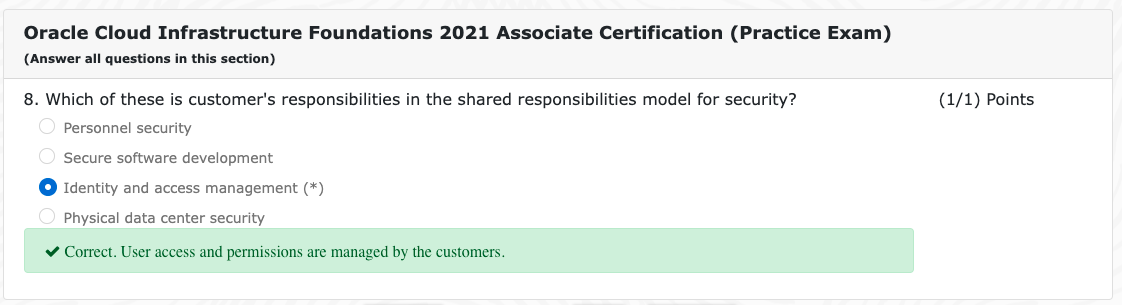 Oracle Cloud Infrastructure Foundations 2021 Associate Certification (Practice Exam)
(Answer all questions in this section)
8. Which of these is customer's responsibilities in the shared responsibilities model for security? (1/1) Points
Personnel security
Secure software development
Identity and access management (*)
Physical data center security
✔ Correct. User access and permissions are managed by the customers.